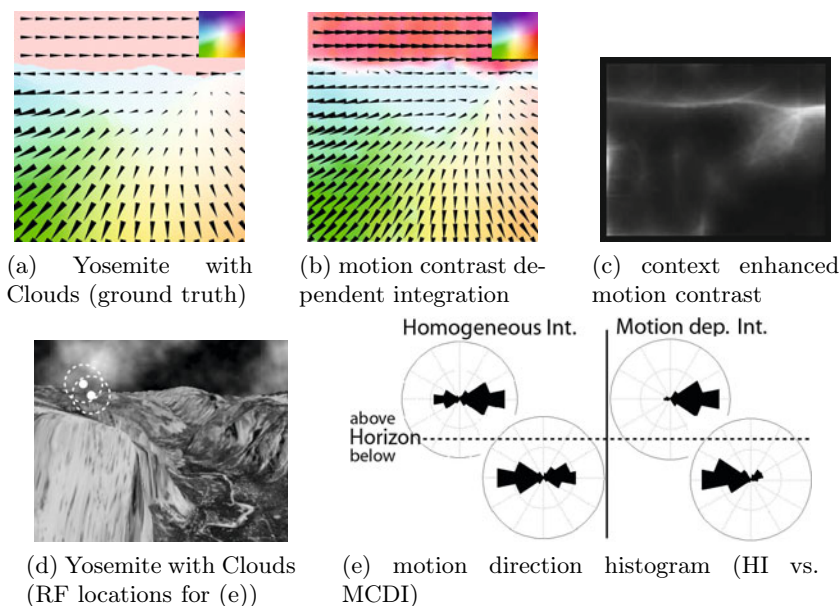 (a) Yosemite with
Clouds (ground truth)
(b) motion contrast de-
pendent integration
(c) context enhanced
motion contrast
Homogeneous Int.
Motion dep. Int.
above
Horizon
below
(d) Yosemite with Clouds
(RF locations for (e))
(e) motion direction histogram (HI vs.
MCDI)